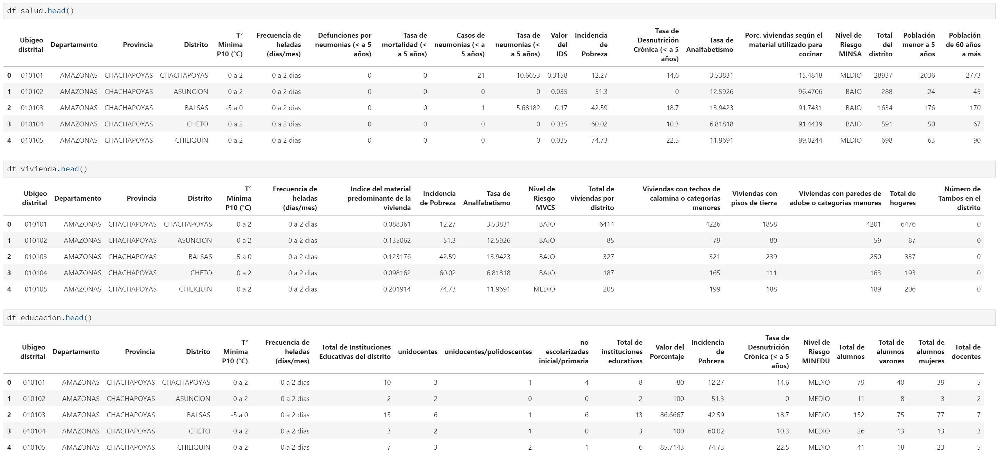 df_salud.head()
Ubigeo distrital Departamento Provincia Distrito T° Mínima P10 (°C) Frecuencia de heladas (días/mes) Defunciones por neumonías (< a 5 años) Tasa de mortalidad (< a 5 años) Casos de neumonías (< a 5 años) Tasa de neumonías (< a 5 años) Valor del IDS Incidencia de Pobreza Tasa de Desnutrición Crónica (< a 5 años) Tasa de Analfabetismo Porc. viviendas según el material utilizado para cocinar Nivel de Riesgo MINSA Total del distrito Población menor a 5 años Población de 60 años a más
0 010101 AMAZONAS CHACHAPOYAS CHACHAPOYAS 0 a 2 0 a 2 dias 0 0 21 10.6653 0.3158 12.27 14.6 3.53831 15.4818 MEDIO 28937 2036 2773
1 010102 AMAZONAS CHACHAPOYAS ASUNCION 0 a 2 0 a 2 dias 0 0 0 0 0.035 51.3 0 12.5926 96.4706 BAJO 288 24 45
2 010103 AMAZONAS CHACHAPOYAS BALSAS -5 a 0 0 a 2 dias 0 0 1 5.68182 0.17 42.59 18.7 13.9423 91.7431 BAJO 1634 176 170
3 010104 AMAZONAS CHACHAPOYAS CHETO 0 a 2 0 a 2 dias 0 0 0 0 0.035 60.02 10.3 6.81818 91.4439 BAJO 591 50 67
4 010105 AMAZONAS CHACHAPOYAS CHILIQUIN 0 a 2 0 a 2 dias 0 0 0 0 0.035 74.73 22.5 11.9691 99.0244 MEDIO 698 63 90
df_vivienda.head()
Ubigeo distrital Departamento Provincia Distrito T° Mínima P10 (°C) Frecuencia de heladas (días/mes) Indice del material predominante de la vivienda Incidencia de Pobreza Tasa de Analfabetismo Nivel de Riesgo MVCS Total de viviendas por distrito Viviendas con techos de calamina o categorías menores Viviendas con pisos de tierra Viviendas con paredes de adobe o categorías menores Total de hogares Número de Tambos en el distrito
0 010101 AMAZONAS CHACHAPOYAS CHACHAPOYAS 0 a 2 0 a 2 dias 0.088361 12.27 3.53831 BAJO 6414 4226 1858 4201 6476 0
1 010102 AMAZONAS CHACHAPOYAS ASUNCION 0 a 2 0 a 2 dias 0.135062 51.3 12.5926 BAJO 85 79 80 59 87 0
2 010103 AMAZONAS CHACHAPOYAS BALSAS -5 a 0 0 a 2 dias 0.123176 42.59 13.9423 BAJO 327 321 239 250 337 0
3 010104 AMAZONAS CHACHAPOYAS CHETO 0 a 2 0 a 2 dias 0.098162 60.02 6.81818 BAJO 187 165 111 163 193 0
4 010105 AMAZONAS CHACHAPOYAS CHILIQUIN 0 a 2 0 a 2 dias 0.201914 74.73 11.9691 MEDIO 205 199 188 189 206 0
df_educacion.head()
Ubigeo distrital Departamento Provincia Distrito T° Mínima P10 (°C) Frecuencia de heladas (días/mes) Total de Instituciones Educativas del distrito unidocentes unidocentes/polidoscentes no escolarizadas inicial/primaria Total de instituciones educativas Valor del Porcentaje Incidencia de Pobreza Tasa de Desnutrición Crónica (< a 5 años) Nivel de Riesgo MINEDU Total de alumnos Total de alumnos varones Total de alumnos mujeres Total de docentes
0 010101 AMAZONAS CHACHAPOYAS CHACHAPOYAS 0 a 2 0 a 2 dias 10 3 1 4 8 80 12.27 14.6 MEDIO 79 40 39 5
1 010102 AMAZONAS CHACHAPOYAS ASUNCION 0 a 2 0 a 2 dias 2 2 0 0 2 100 51.3 0 MEDIO 11 8 3 2
2 010103 AMAZONAS CHACHAPOYAS BALSAS -5 a 0 0 a 2 dias 15 6 1 6 13 86.6667 42.59 18.7 MEDIO 152 75 77 7
3 010104 AMAZONAS CHACHAPOYAS CHETO 0 a 2 0 a 2 dias 3 2 1 0 3 100 60.02 10.3 MEDIO 26 13 13 3
4 010105 AMAZONAS CHACHAPOYAS CHILIQUIN 0 a 2 0 a 2 dias 7 3 2 1 6 85.7143 74.73 22.5 MEDIO 41 18 23 5